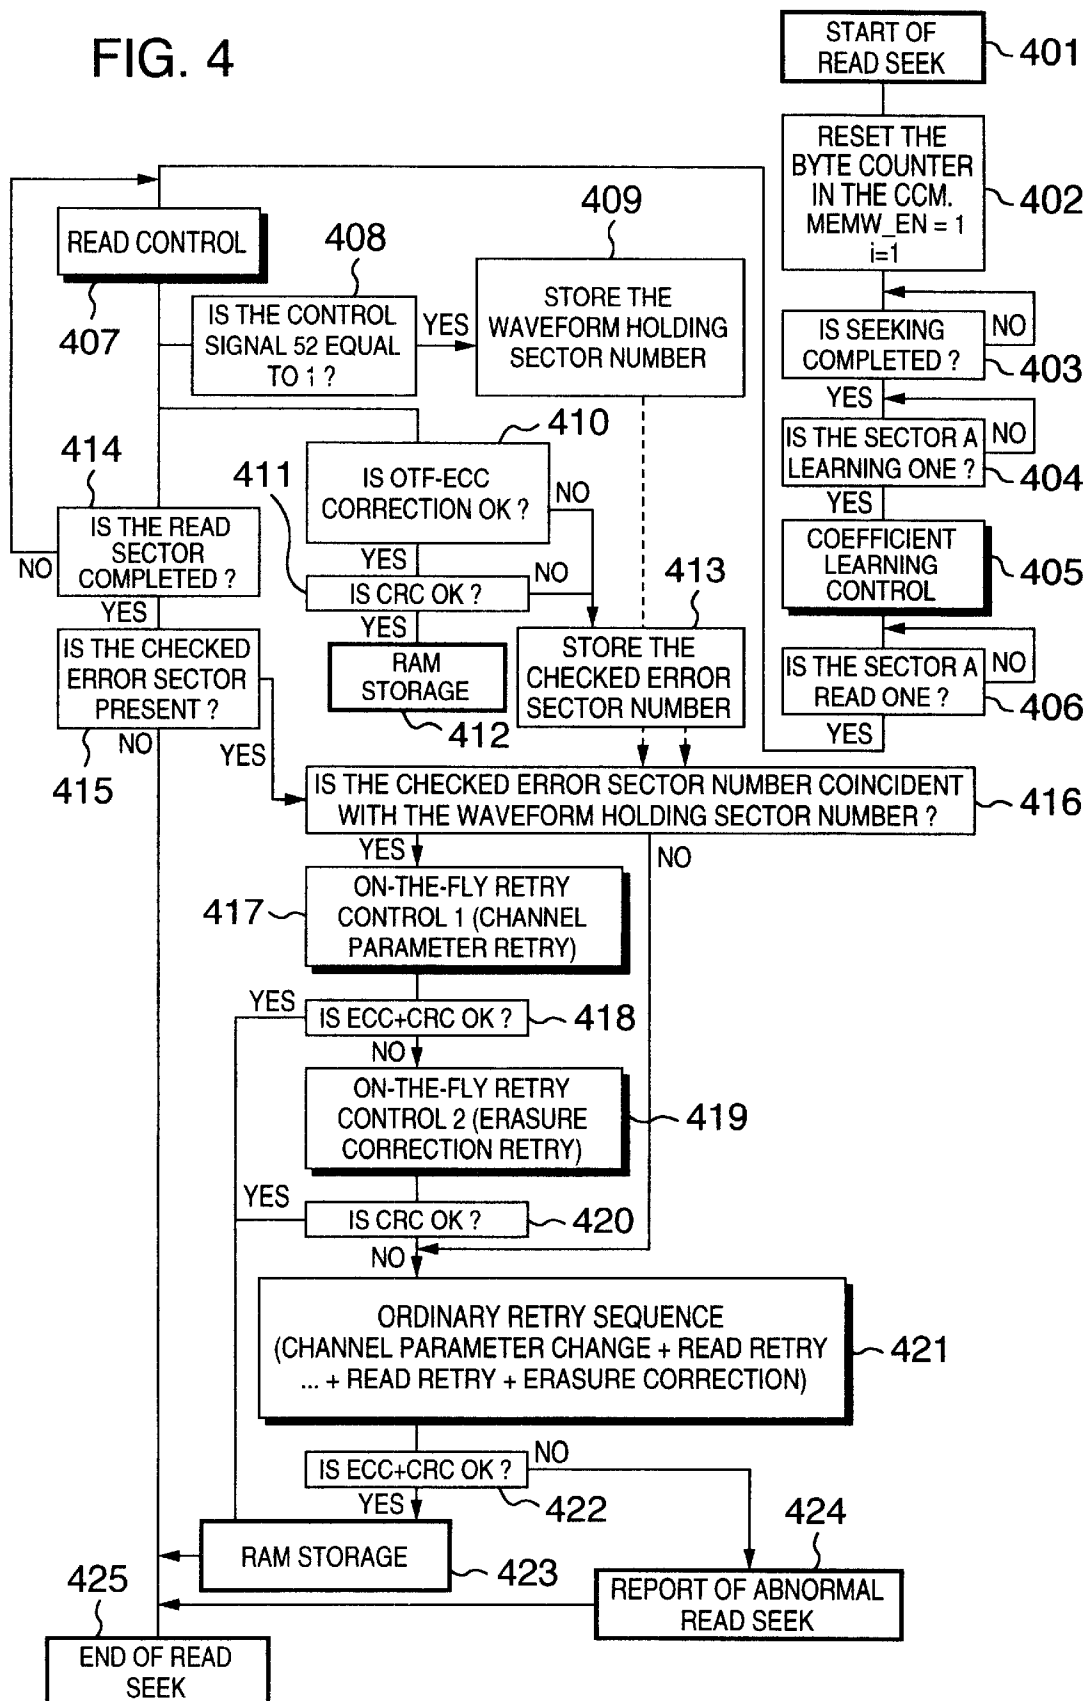 FIG. 4
START OF
READ SEEK
401
RESET THE
BYTE COUNTER
IN THE CCM.
MEMW_EN = 1
i=1
402
IS SEEKING
COMPLETED ?
NO
403
YES
IS THE SECTOR A
LEARNING ONE ?
NO
404
YES
COEFFICIENT
LEARNING
CONTROL
405
IS THE SECTOR A
READ ONE ?
NO
406
YES
READ CONTROL
407
408
IS THE CONTROL
SIGNAL 52 EQUAL
TO 1 ?
YES
409
STORE THE
WAVEFORM HOLDING
SECTOR NUMBER
410
IS OTF-ECC
CORRECTION OK ?
NO
YES
411
IS CRC OK ?
NO
YES
RAM
STORAGE
412
413
STORE THE
CHECKED ERROR
SECTOR NUMBER
414
IS THE READ
SECTOR
COMPLETED ?
NO
YES
IS THE CHECKED
ERROR SECTOR
PRESENT ?
NO
YES
415
IS THE CHECKED ERROR SECTOR NUMBER COINCIDENT
WITH THE WAVEFORM HOLDING SECTOR NUMBER ?
416
YES
NO
417
ON-THE-FLY RETRY
CONTROL 1 (CHANNEL
PARAMETER RETRY)
YES
IS ECC+CRC OK ?
418
NO
ON-THE-FLY RETRY
CONTROL 2 (ERASURE
CORRECTION RETRY)
419
YES
IS CRC OK ?
420
NO
ORDINARY RETRY SEQUENCE
(CHANNEL PARAMETER CHANGE + READ RETRY
... + READ RETRY + ERASURE CORRECTION)
421
IS ECC+CRC OK ?
NO
422
YES
RAM STORAGE
423
424
REPORT OF ABNORMAL
READ SEEK
425
END OF READ
SEEK